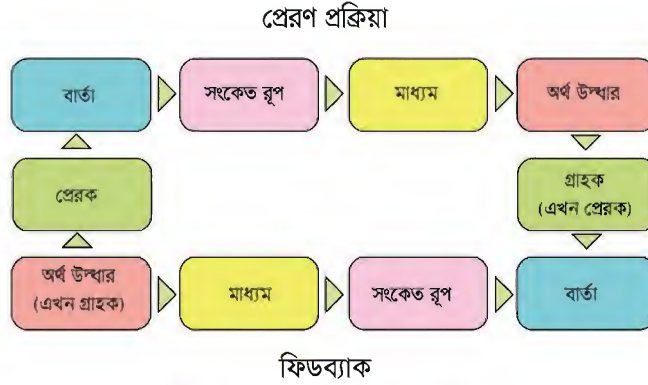 প্রেরণ প্রক্রিয়া
বার্তা
সংকেত রূপ
মাধ্যম
অর্থ উদ্ধার
প্রেরক
গ্রাহক
(এখন প্রেরক)
অর্থ উদ্ধার
(এখন গ্রাহক)
মাধ্যম
সংকেত রূপ
বার্তা
ফিডব্যাক